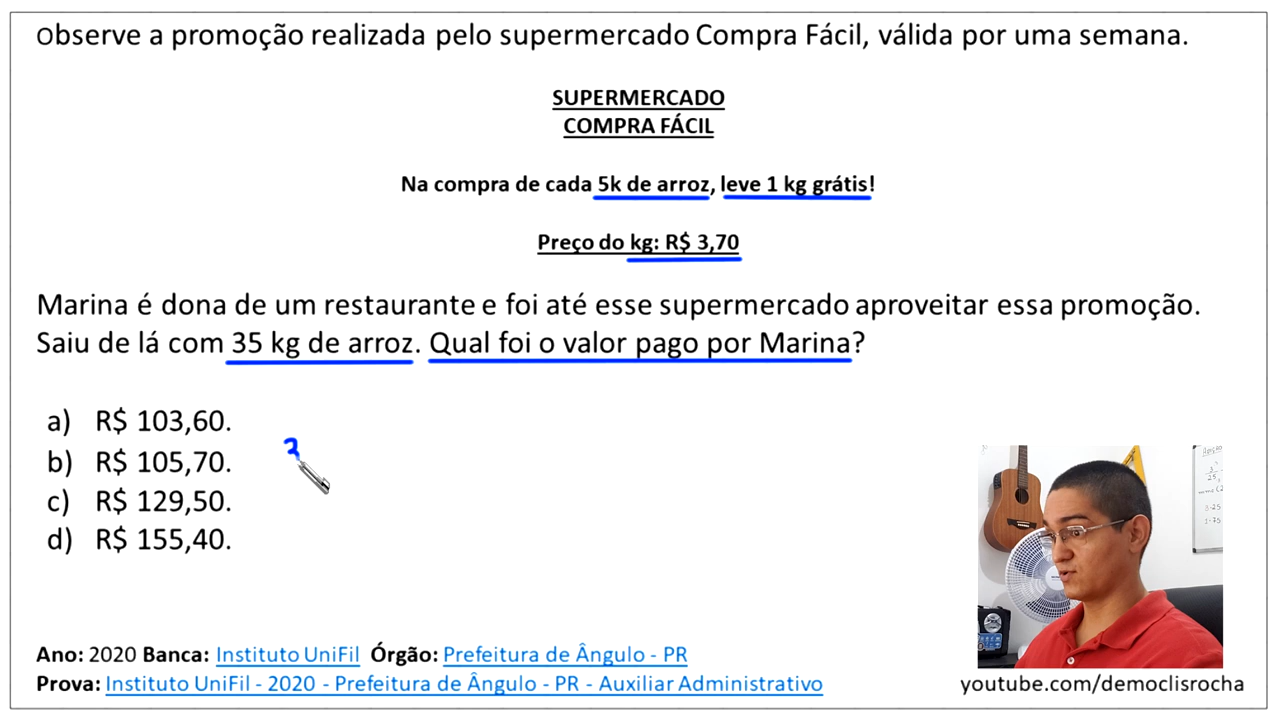 Observe a promoção realizada pelo supermercado Compra Fácil, válida por uma semana.
SUPERMERCADO
COMPRA FÁCIL
Na compra de cada 5k de arroz, leve 1 kg grátis!
Preço do kg: R$ 3,70
Marina é dona de um restaurante e foi até esse supermercado aproveitar essa promoção.
Saiu de lá com 35 kg de arroz. Qual foi o valor pago por Marina?
a) R$ 103,60.
b) R$ 105,70.
c) R$ 129,50.
d) R$ 155,40.
Ano: 2020 Banca: Instituto UniFil Órgão: Prefeitura de Ângulo - PR
Prova: Instituto UniFil - 2020 - Prefeitura de Ângulo - PR - Auxiliar Administrativo
youtube.com/democlisrocha